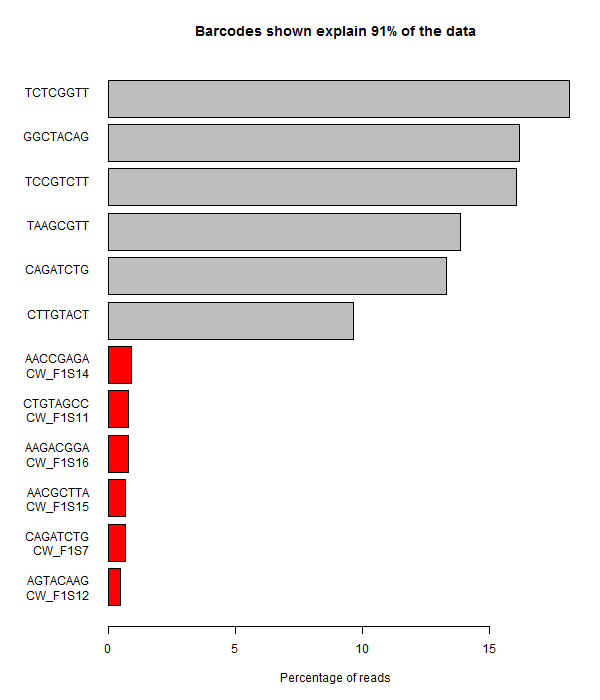 Barcodes shown explain 91% of the data
TCTCGGTT
GGCTACAG
TCCGTCTT
TAAGCGTT
CAGATCTG
CTTGTACT
AACCGAGA
CW_F1S14
CTGTAGCC
CW_F1S11
AAGACGGA
CW_F1S16
AACGCTTA
CW_F1S15
CAGATCTG
CW_F1S7
AGTACAAG
CW_F1S12
0 5 10 15
Percentage of reads